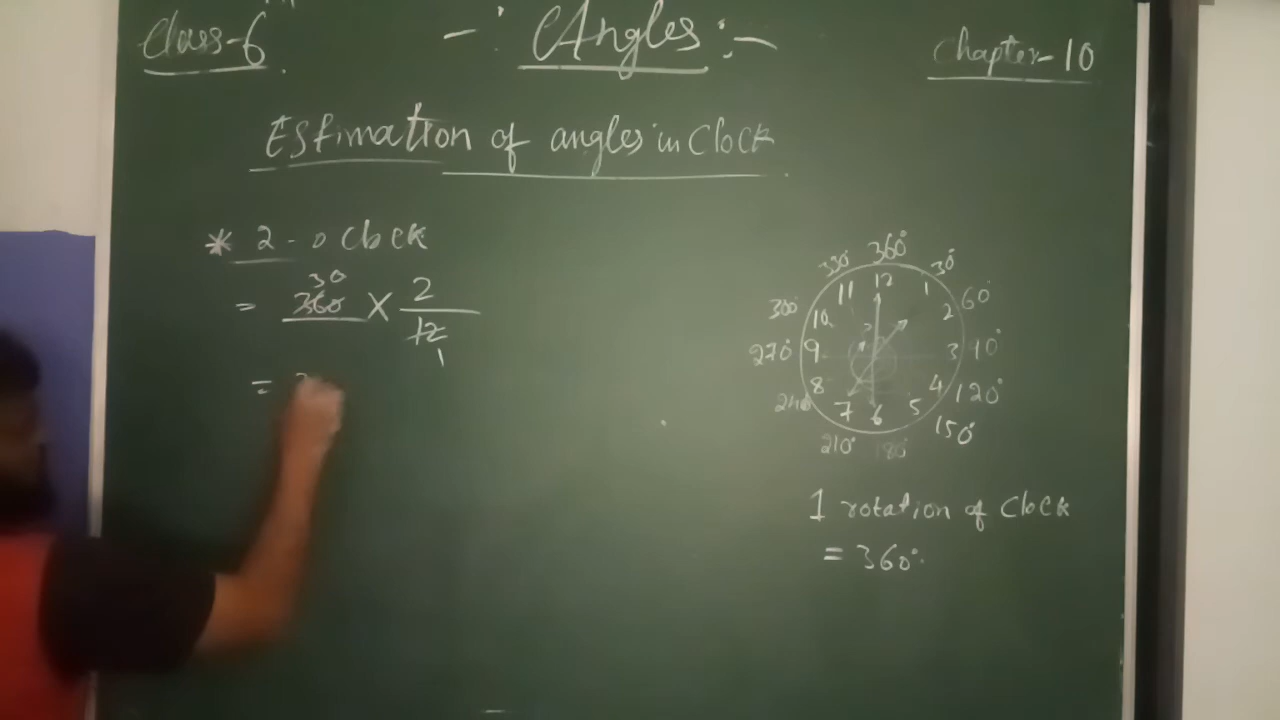 Class-6
-: Angles :-
Chapter-10
Estimation of angles in Clock
* 2-0 Clock
30
= 360 × 2
12
1
=
360°
330° 30°
11 12 1
300° 10 2 60°
270° 9 3 90°
240 8 4 120°
7 6 5 150°
210° 180°
1 rotation of Clock
= 360°